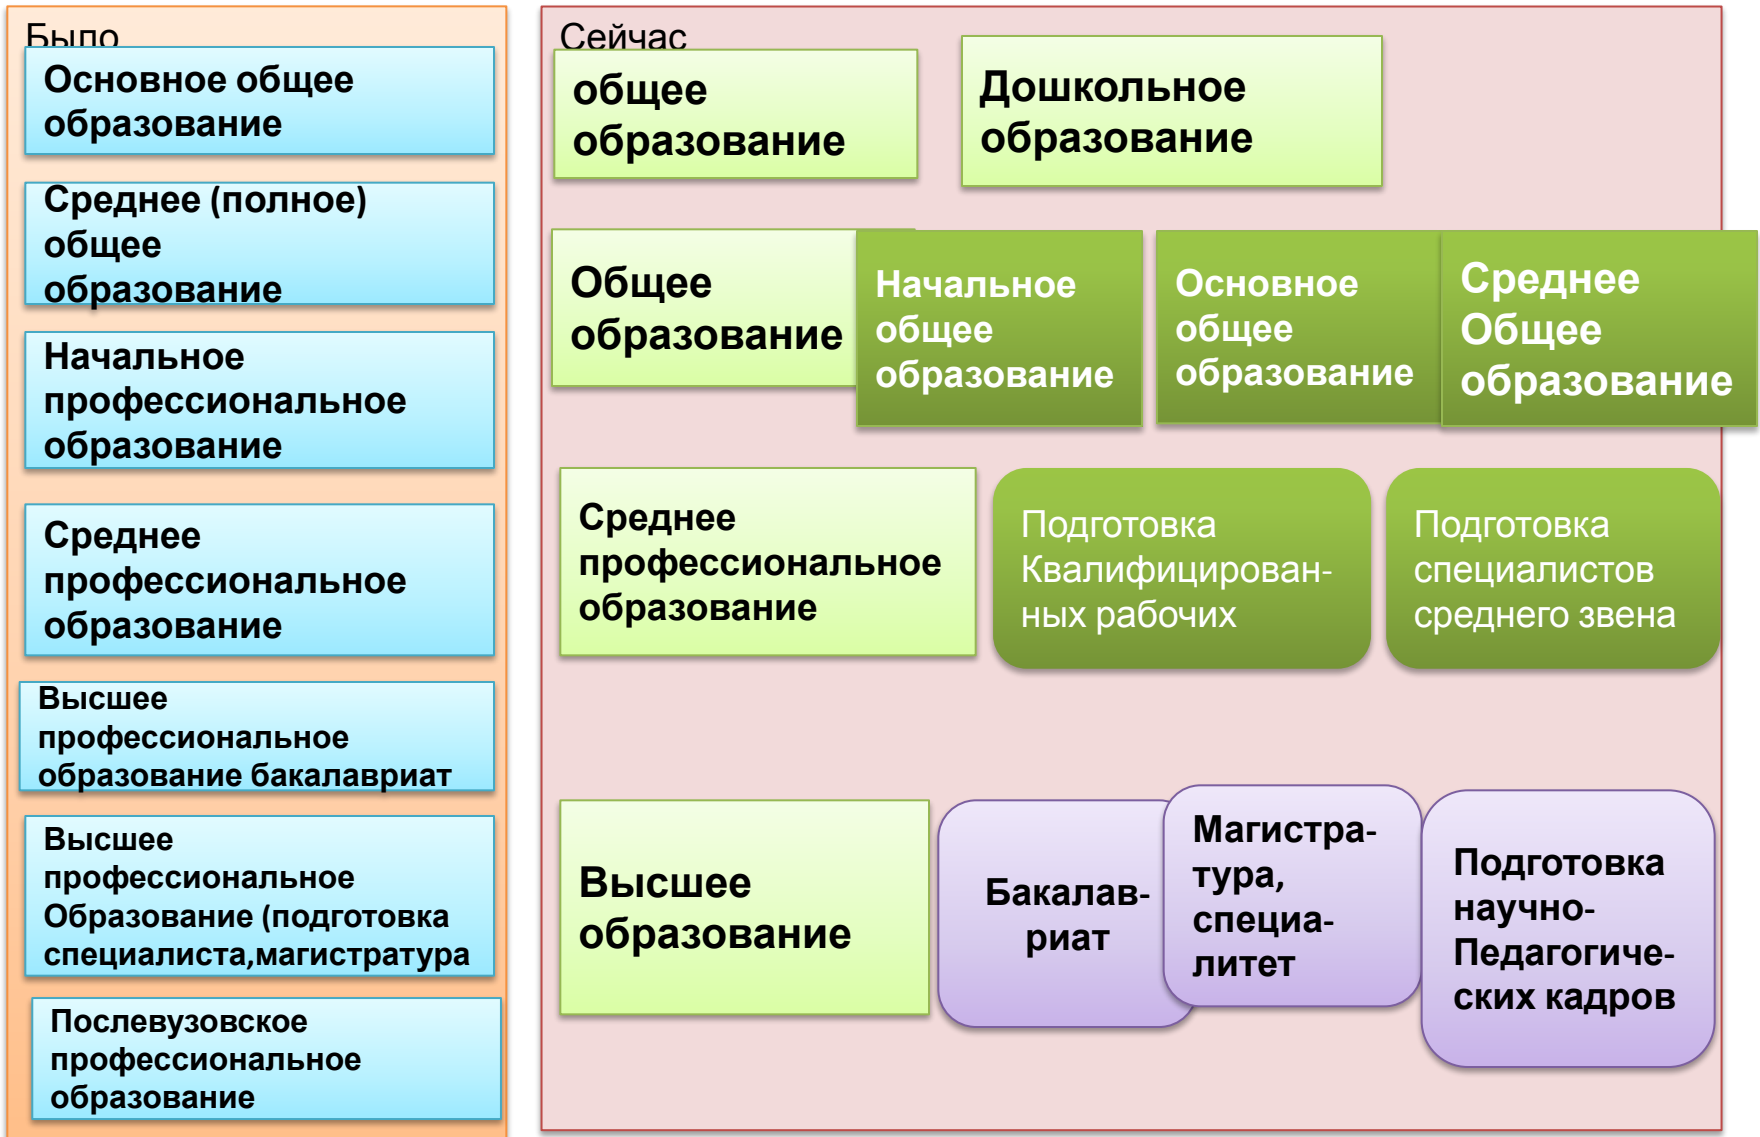 Было
Основное общее
образование
Среднее (полное)
общее
образование
Начальное
профессиональное
образование
Среднее
профессиональное
образование
Высшее
профессиональное
образование бакалавриат
Высшее
профессиональное
Образование (подготовка
специалиста,магистратура
Послевузовское
профессиональное
образование
Сейчас
общее
образование
Дошкольное
образование
Общее
образование
Начальное
общее
образование
Основное
общее
образование
Среднее
Общее
образование
Среднее
профессиональное
образование
Подготовка
Квалифицирован-
ных рабочих
Подготовка
специалистов
среднего звена
Высшее
образование
Бакалав-
риат
Магистра-
тура,
специа-
литет
Подготовка
научно-
Педагогиче-
ских кадров